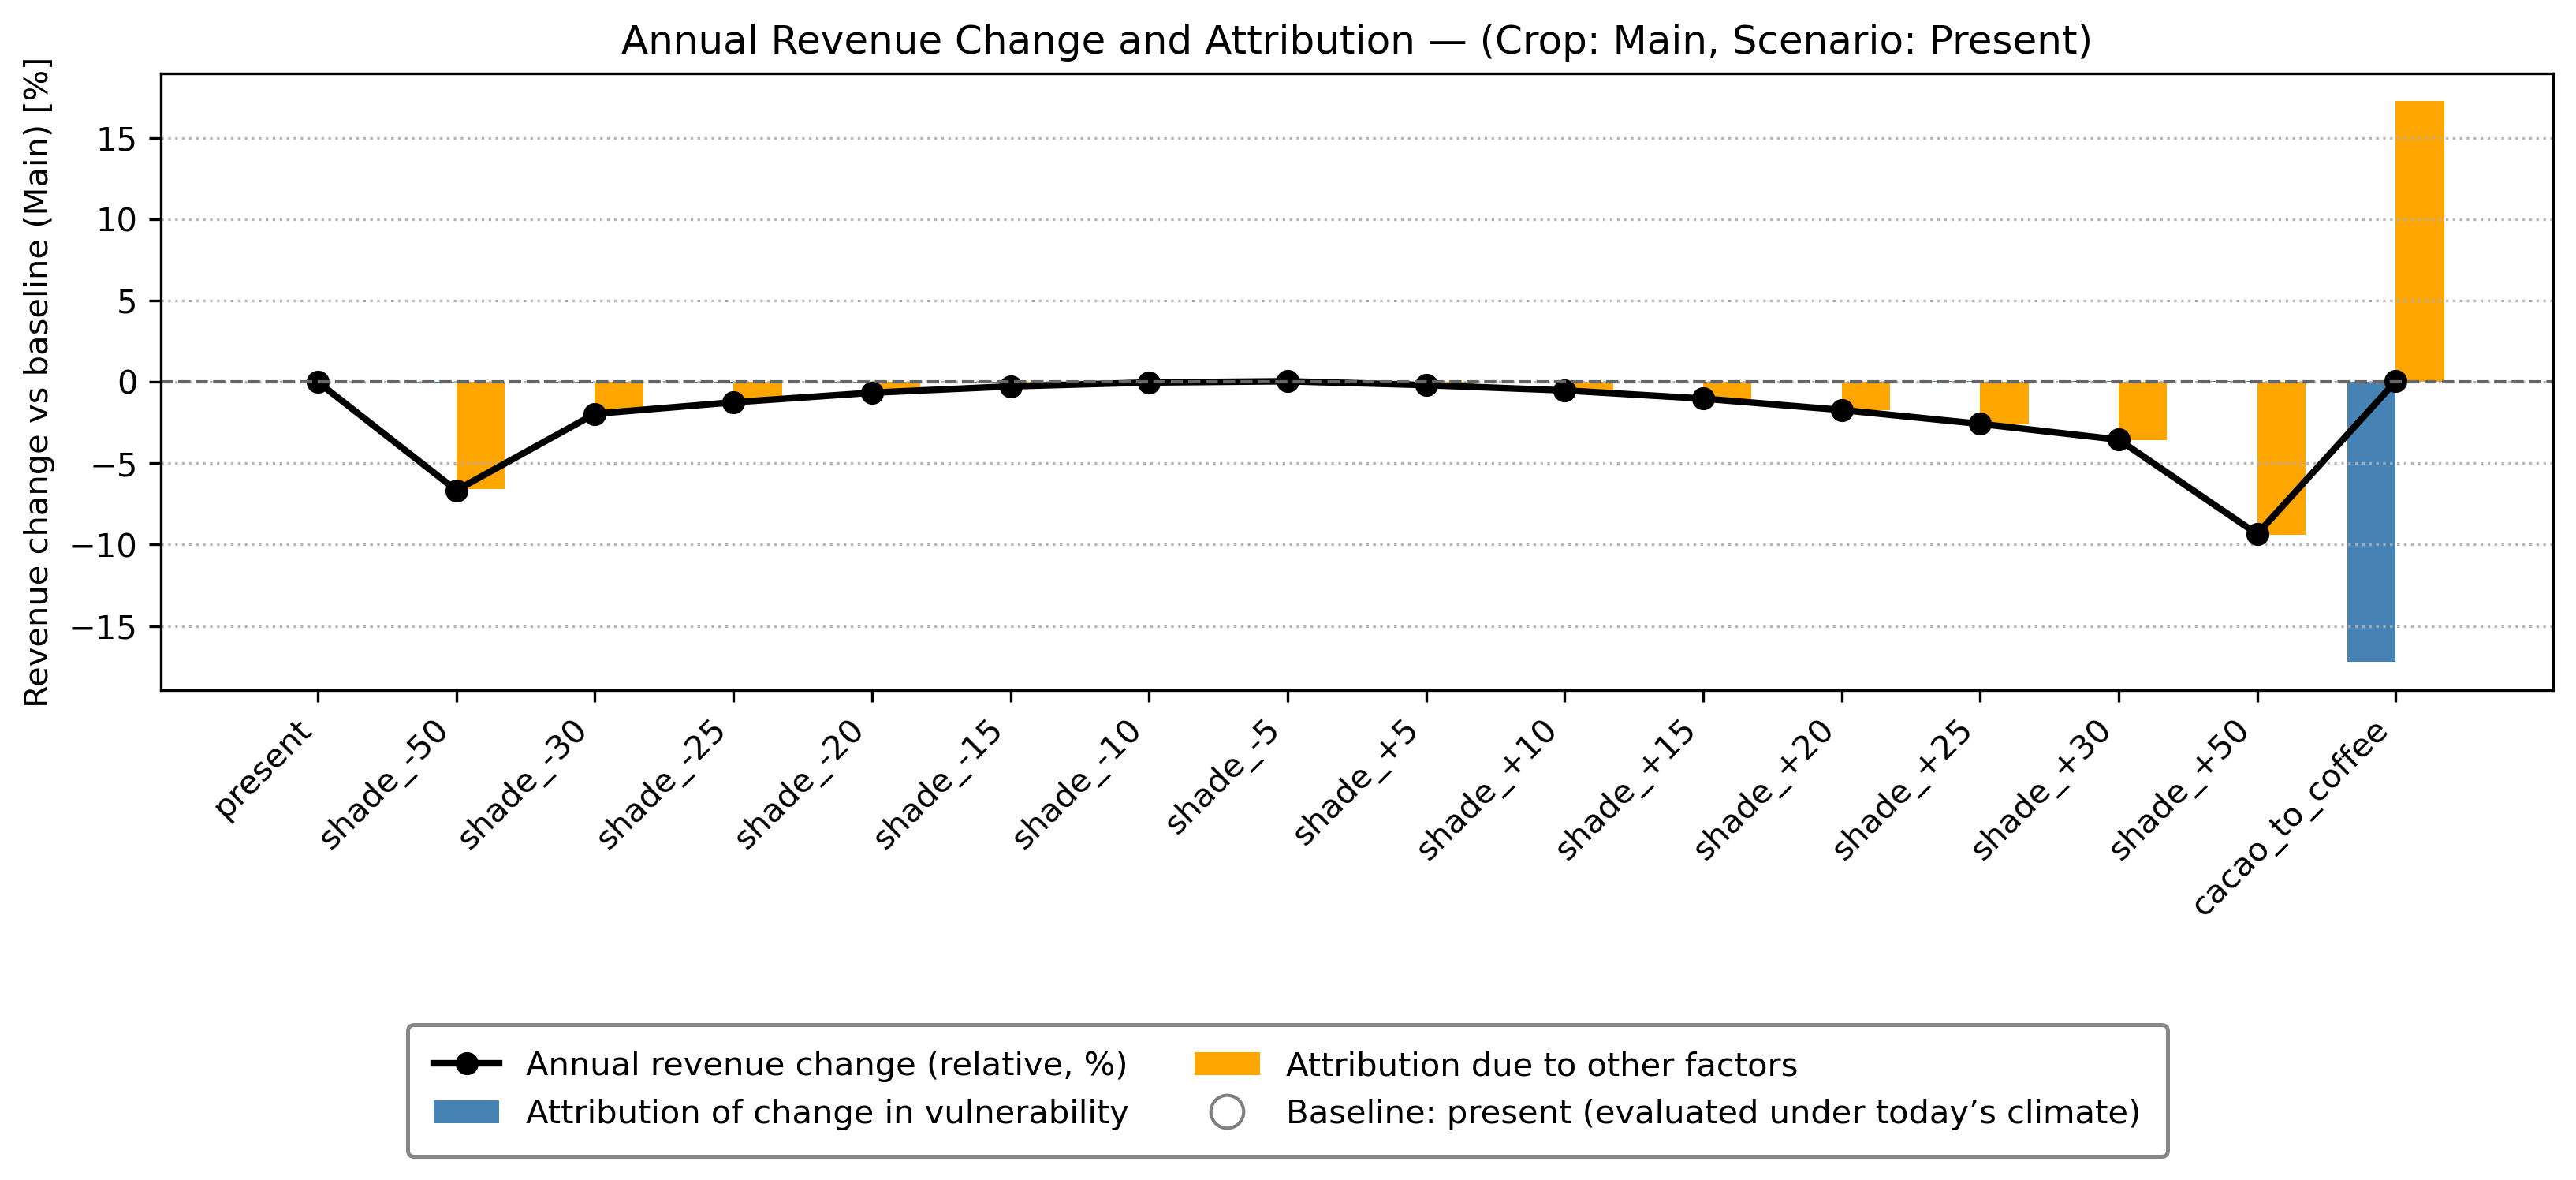 Annual Revenue Change and Attribution — (Crop: Main, Scenario: Present)
Revenue change vs baseline (Main) [%]
15
10
5
0
−5
−10
−15
present
shade_-50
shade_-30
shade_-25
shade_-20
shade_-15
shade_-10
shade_-5
shade_+5
shade_+10
shade_+15
shade_+20
shade_+25
shade_+30
shade_+50
cacao_to_coffee
Annual revenue change (relative, %)
Attribution of change in vulnerability
Attribution due to other factors
Baseline: present (evaluated under today’s climate)